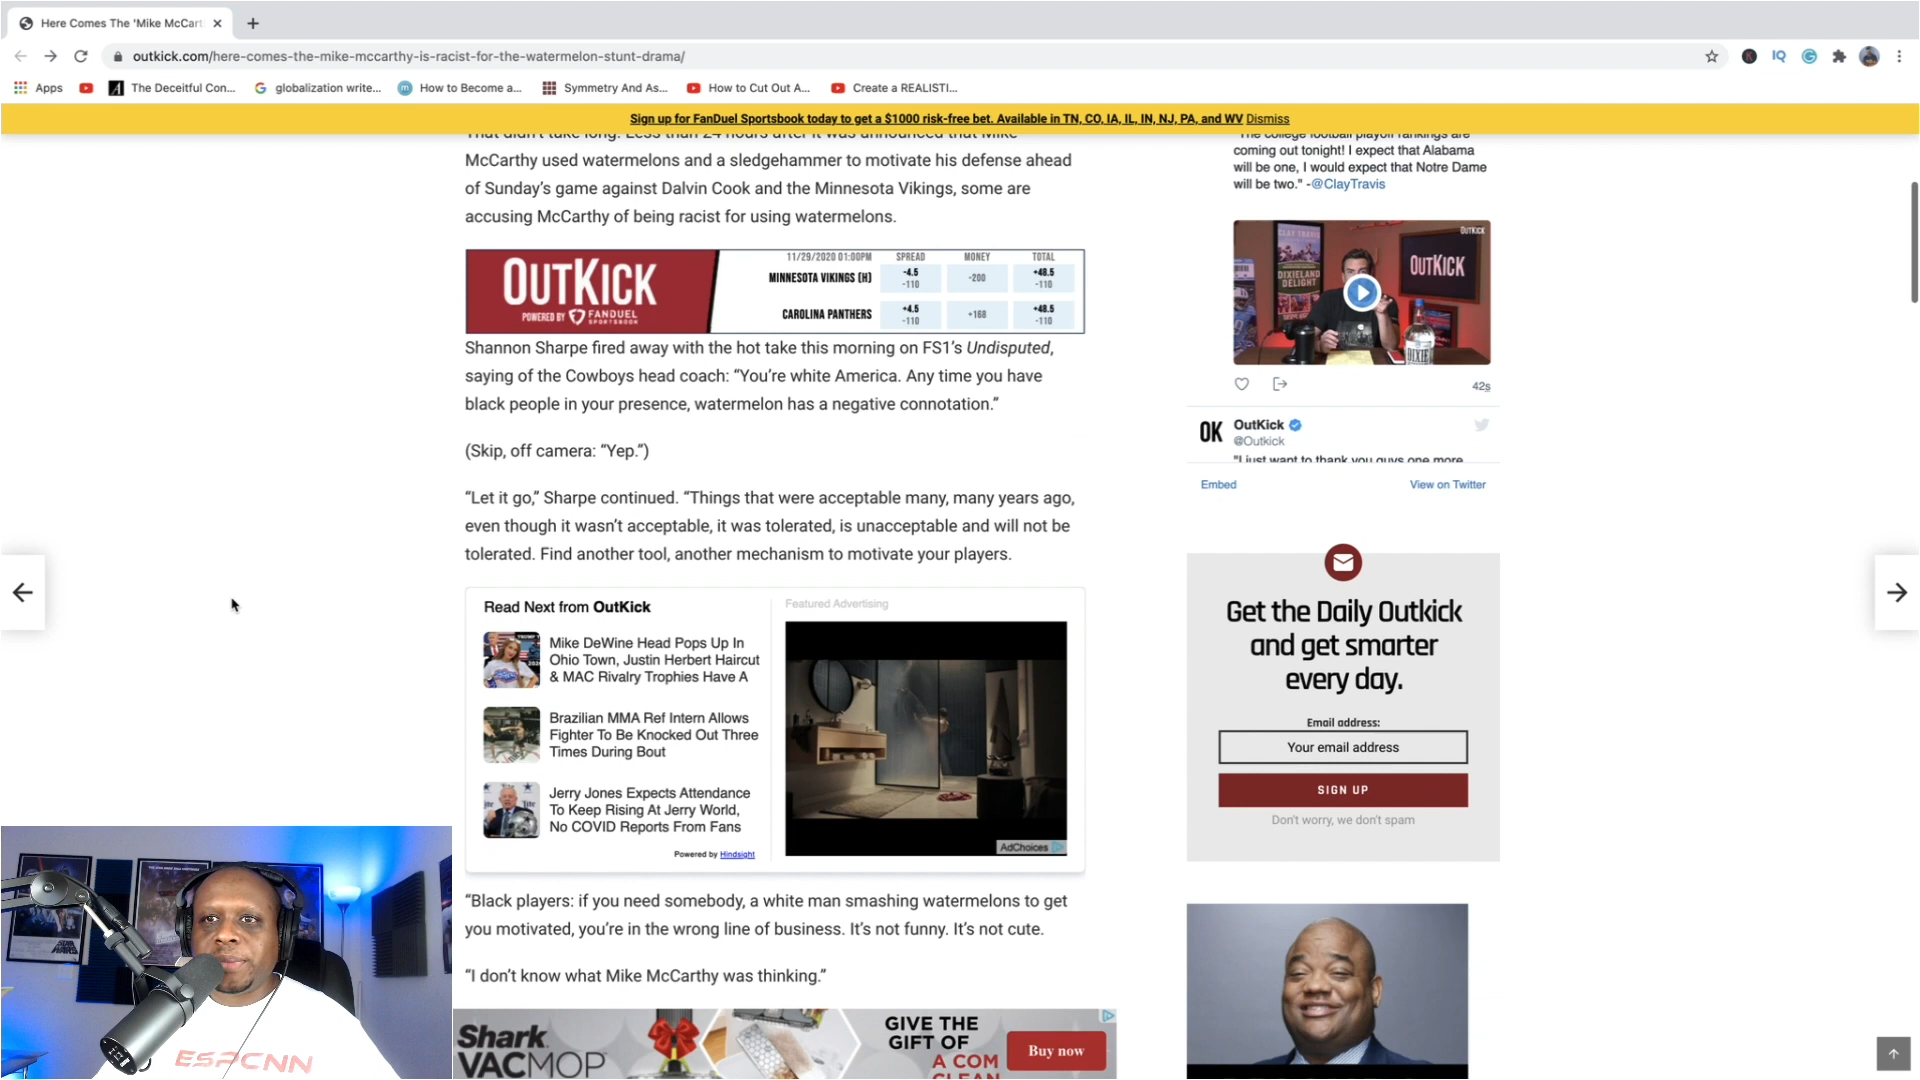 Here Comes The 'Mike McCart
outkick.com/here-comes-the-mike-mccarthy-is-racist-for-the-watermelon-stunt-drama/
Apps
The Deceitful Con...
globalization write...
How to Become a...
Symmetry And As...
How to Cut Out A...
Create a REALISTI...
Sign up for FanDuel Sportsbook today to get a $1000 risk-free bet. Available in TN, CO, IA, IL, IN, NJ, PA, and WV Dismiss
That didn't take long. Less than 24 hours after it was announced that Mike
McCarthy used watermelons and a sledgehammer to motivate his defense ahead
of Sunday's game against Dalvin Cook and the Minnesota Vikings, some are
accusing McCarthy of being racist for using watermelons.
OUTKICK
POWERED BY FANDUEL
SPORTSBOOK
11/29/2020 01:00PM SPREAD MONEY TOTAL
MINNESOTA VIKINGS (H) -4.5 -110 -200 +48.5 -110
CAROLINA PANTHERS +4.5 -110 +168 +48.5 -110
Shannon Sharpe fired away with the hot take this morning on FS1's Undisputed,
saying of the Cowboys head coach: “You're white America. Any time you have
black people in your presence, watermelon has a negative connotation.”
(Skip, off camera: “Yep.”)
“Let it go,” Sharpe continued. “Things that were acceptable many, many years ago,
even though it wasn't acceptable, it was tolerated, is unacceptable and will not be
tolerated. Find another tool, another mechanism to motivate your players.
Read Next from OutKick
Mike DeWine Head Pops Up In
Ohio Town, Justin Herbert Haircut
& MAC Rivalry Trophies Have A
Brazilian MMA Ref Intern Allows
Fighter To Be Knocked Out Three
Times During Bout
Jerry Jones Expects Attendance
To Keep Rising At Jerry World,
No COVID Reports From Fans
Powered by Hindsight
Featured Advertising
AdChoices
“Black players: if you need somebody, a white man smashing watermelons to get
you motivated, you're in the wrong line of business. It's not funny. It's not cute.
“I don't know what Mike McCarthy was thinking.”
Shark
VACMOP
GIVE THE
GIFT OF
A COM
CLEAN
Buy now
"The college football playoff rankings are
coming out tonight! I expect that Alabama
will be one, I would expect that Notre Dame
will be two." -@ClayTravis
CLAY TRAVIS
DIXIELAND
DELIGHT
OUTKICK
OUTKICK
DIXIE
42s
OK
OutKick
@Outkick
"I just want to thank you guys one more
Embed
View on Twitter
Get the Daily Outkick
and get smarter
every day.
Email address:
Your email address
SIGN UP
Don't worry, we don't spam
ESPCNN